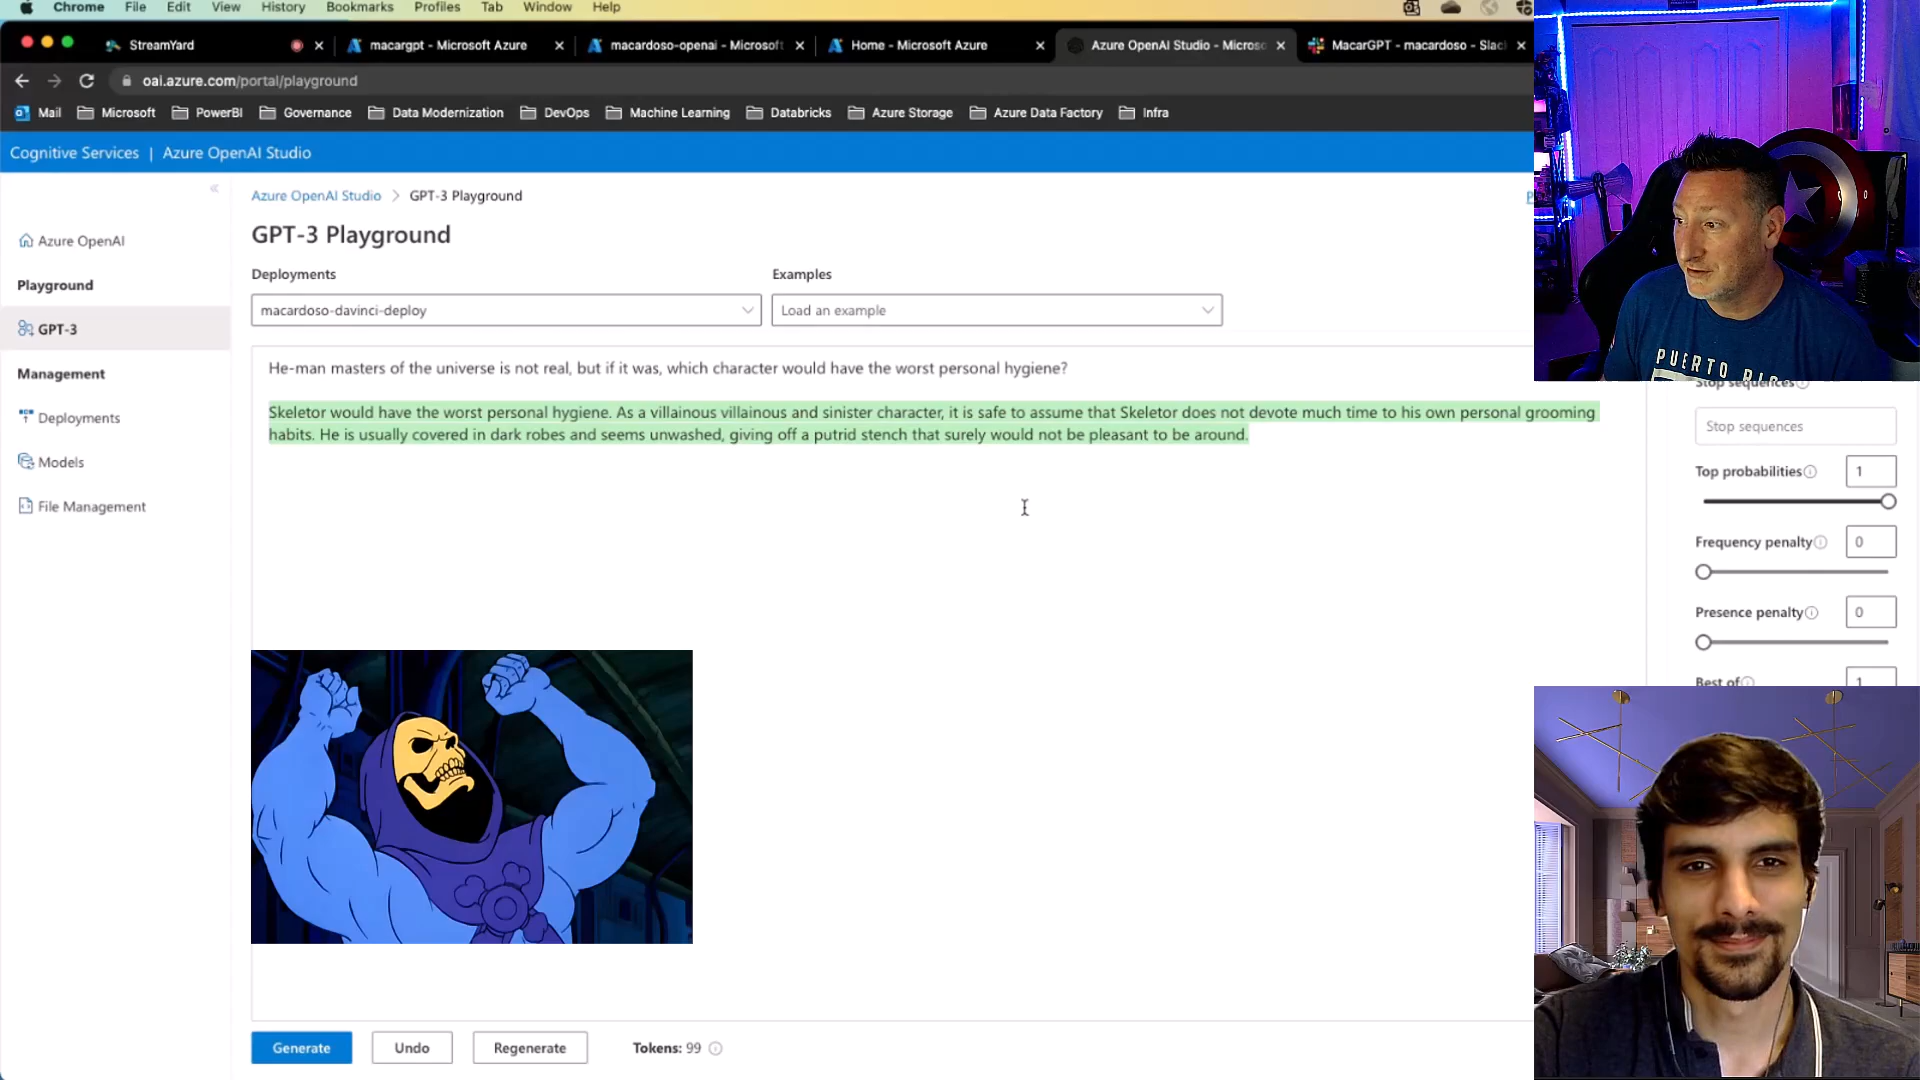 Chrome File Edit View History Bookmarks Profiles Tab Window Help
StreamYard
macargpt - Microsoft Azure
macardoso-openai - Microsoft
Home - Microsoft Azure
Azure OpenAI Studio - Microso
MacarGPT - macardoso - Slac
oai.azure.com/portal/playground
Mail Microsoft PowerBI Governance Data Modernization DevOps Machine Learning Databricks Azure Storage Azure Data Factory Infra
Cognitive Services | Azure OpenAI Studio
Azure OpenAI Studio > GPT-3 Playground
GPT-3 Playground
Azure OpenAI
Playground
GPT-3
Management
Deployments
Models
File Management
Deployments
macardoso-davinci-deploy
Examples
Load an example
He-man masters of the universe is not real, but if it was, which character would have the worst personal hygiene?
Skeletor would have the worst personal hygiene. As a villainous villainous and sinister character, it is safe to assume that Skeletor does not devote much time to his own personal grooming
habits. He is usually covered in dark robes and seems unwashed, giving off a putrid stench that surely would not be pleasant to be around.
PUERTO
Stop sequences
Stop sequences
Top probabilities 1
Frequency penalty 0
Presence penalty 0
Best of 1
Generate
Undo
Regenerate
Tokens: 99